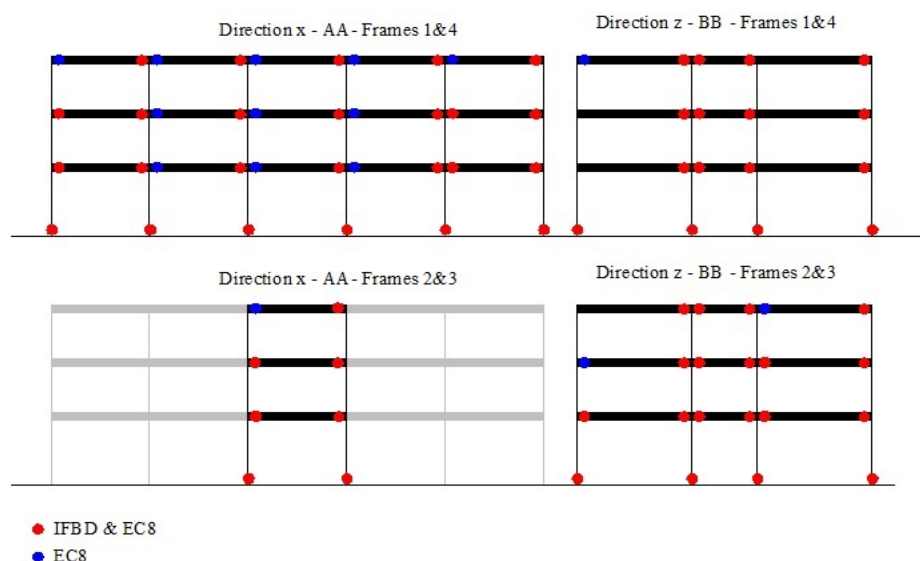 Direction x - AA - Frames 1&4
Direction z - BB - Frames 1&4
Direction x - AA - Frames 2&3
Direction z - BB - Frames 2&3
IFBD & EC8
EC8